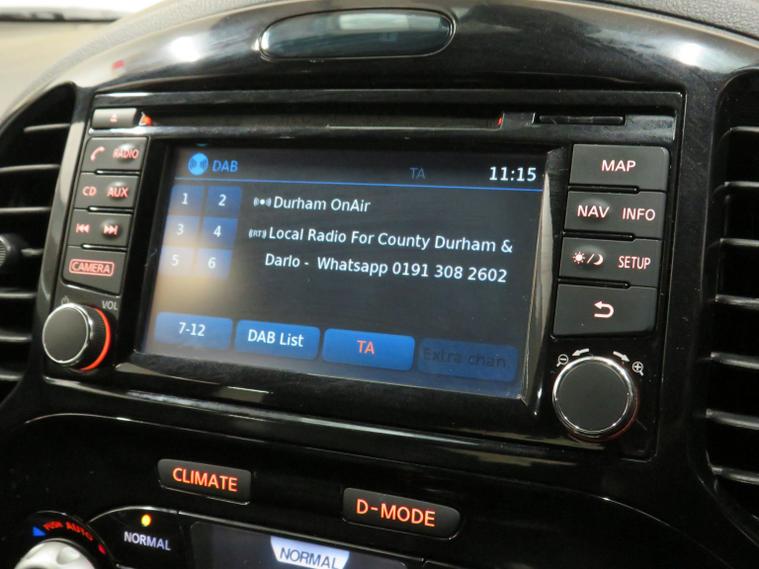 DAB
TA
11:15
1 2
Durham OnAir
3 4
Local Radio For County Durham &
5 6
Darlo - Whatsapp 0191 308 2602
7-12
DAB List
TA
Extra chan.
RADIO
CD AUX
CAMERA
VOL
MAP
NAV INFO
SETUP
CLIMATE
D-MODE
PUSH AUTO
NORMAL
NORMAL